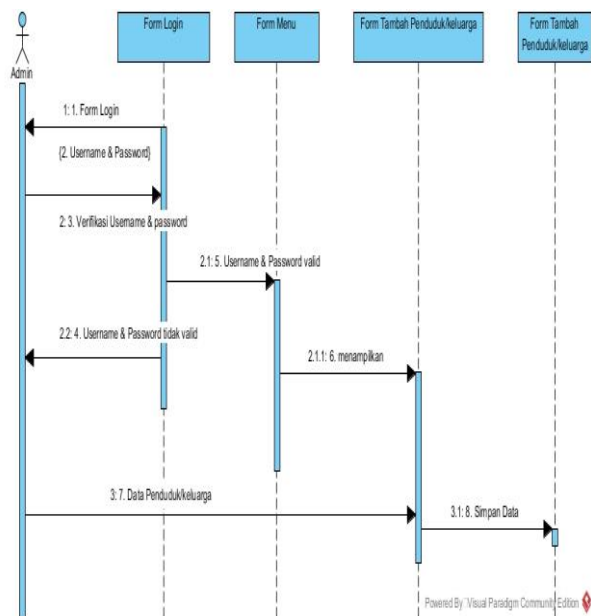 Form Login
Form Menu
Form Tambah Penduduk/keluarga
Form Tambah
Penduduk/keluarga
Admin
1: 1. Form Login
{2. Username & Password}
2: 3. Verifikasi Username & password
2.1: 5. Username & Password valid
2.2: 4. Username & Password tidak valid
2.1.1: 6. menampilkan
3: 7. Data Penduduk/keluarga
3.1: 8. Simpan Data
Powered By Visual Paradigm Community Edition